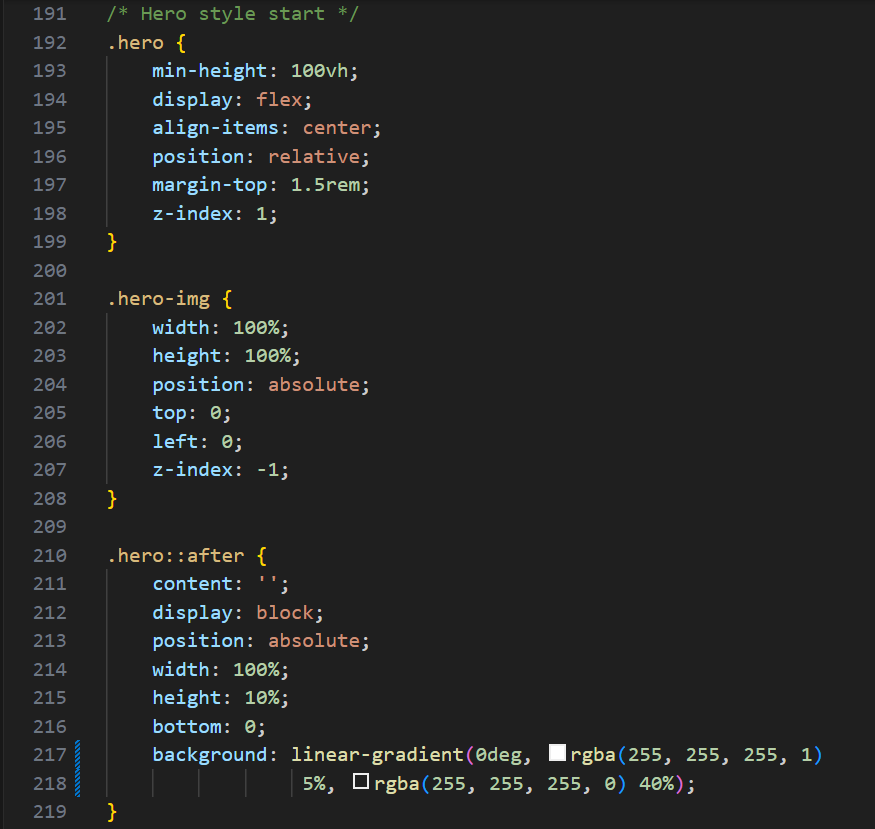 191 /* Hero style start */
192 .hero {
193     min-height: 100vh;
194     display: flex;
195     align-items: center;
196     position: relative;
197     margin-top: 1.5rem;
198     z-index: 1;
199 }
200
201 .hero-img {
202     width: 100%;
203     height: 100%;
204     position: absolute;
205     top: 0;
206     left: 0;
207     z-index: -1;
208 }
209
210 .hero::after {
211     content: '';
212     display: block;
213     position: absolute;
214     width: 100%;
215     height: 10%;
216     bottom: 0;
217     background: linear-gradient(0deg, rgba(255, 255, 255, 1)
218                  5%, rgba(255, 255, 255, 0) 40%);
219 }